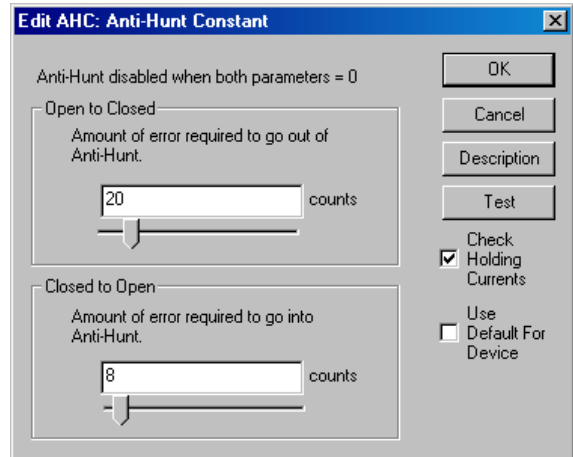 Edit AHC: Anti-Hunt Constant
Anti-Hunt disabled when both parameters = 0
Open to Closed
Amount of error required to go out of
Anti-Hunt.
20
counts
Closed to Open
Amount of error required to go into
Anti-Hunt.
8
counts
OK
Cancel
Description
Test
Check
Holding
Currents
Use
Default For
Device